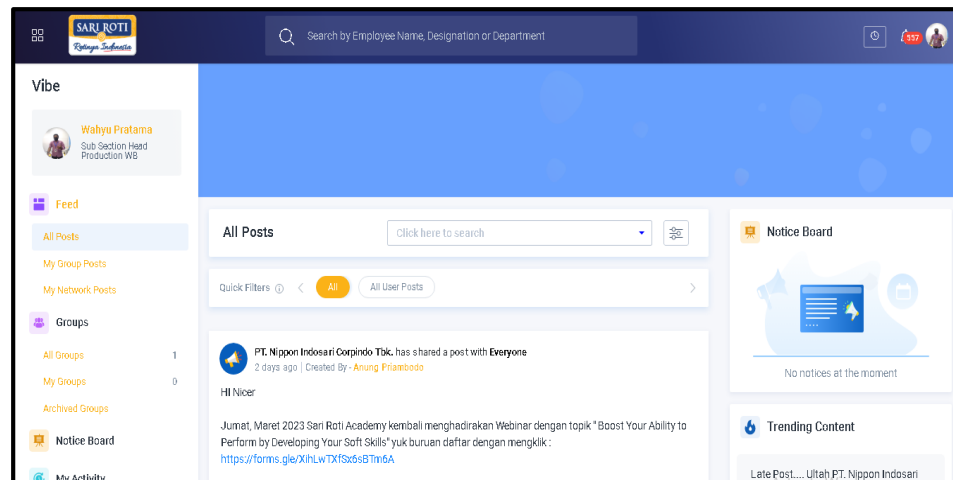 SARI ROTI
Rotinya Indonesia
Search by Employee Name, Designation or Department
557
Vibe
Wahyu Pratama
Sub Section Head
Production WB
Feed
All Posts
My Group Posts
My Network Posts
Groups
All Groups 1
My Groups 0
Archived Groups
Notice Board
My Activity
All Posts
Click here to search
Quick Filters
All
All User Posts
PT. Nippon Indosari Corpindo Tbk. has shared a post with Everyone
2 days ago | Created By - Anung Priambodo
HI Nicer
Jumat, Maret 2023 Sari Roti Academy kembali menghadirakan Webinar dengan topik "Boost Your Ability to
Perform by Developing Your Soft Skills" yuk buruan daftar dengan mengklik :
https://forms.gle/XihLwTXfSx6sBTm6A
Notice Board
No notices at the moment
Trending Content
Late Post.... Ultah PT. Nippon Indosari